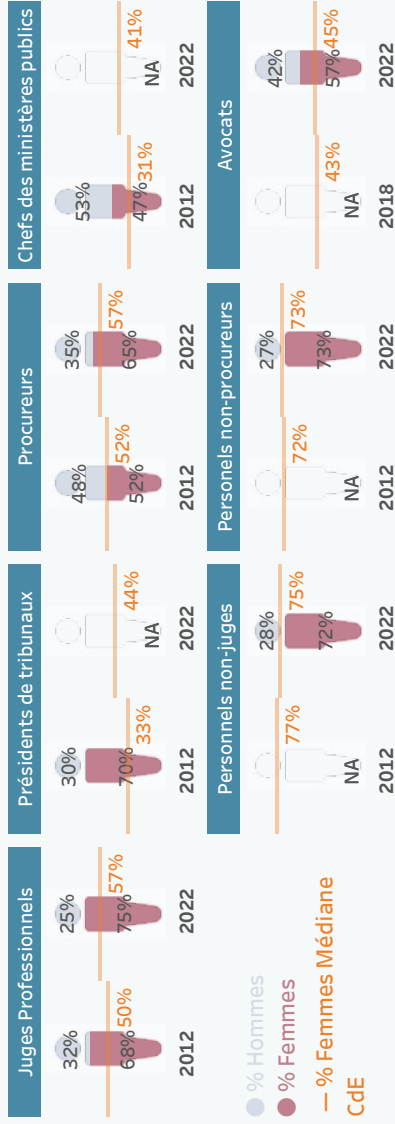 Juges Professionnels
32%
68%
50%
2012
25%
75%
57%
2022
Présidents de tribunaux
30%
70%
33%
2012
NA
44%
2022
Procureurs
48%
52%
52%
2012
35%
65%
57%
2022
Chefs des ministères publics
53%
47%
31%
2012
NA
41%
2022
% Hommes
% Femmes
% Femmes Médiane
CdE
Personnels non-juges
NA
77%
2012
28%
72%
75%
2022
Personels non-procureurs
NA
72%
2012
27%
73%
73%
2022
Avocats
NA
43%
2018
42%
57%
45%
2022